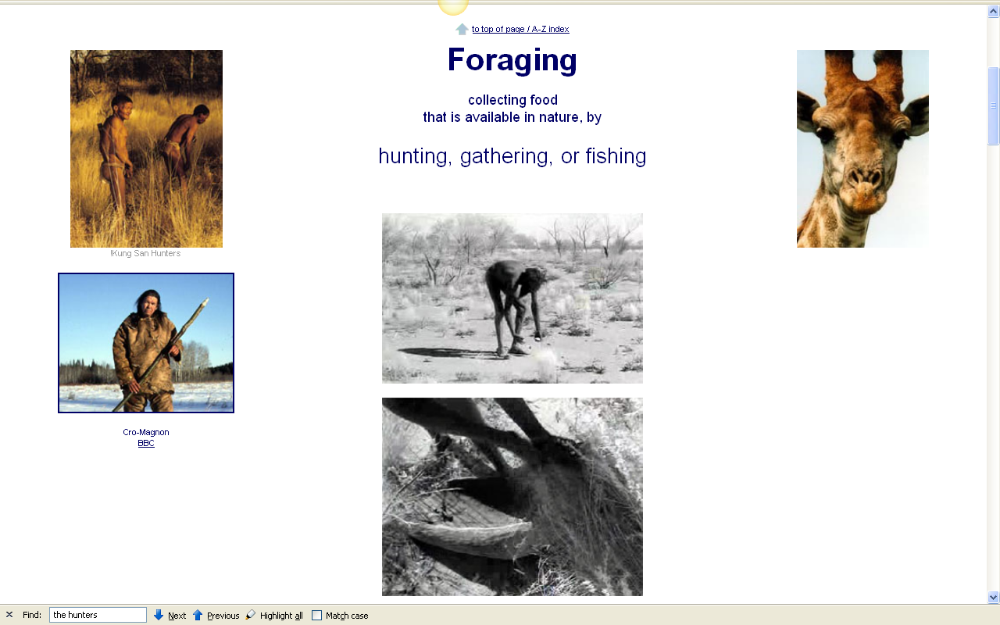 to top of page / A-Z index
Foraging
collecting food
that is available in nature, by
hunting, gathering, or fishing
!Kung San Hunters
Cro-Magnon
BBC
Find: the hunters Next Previous Highlight all Match case